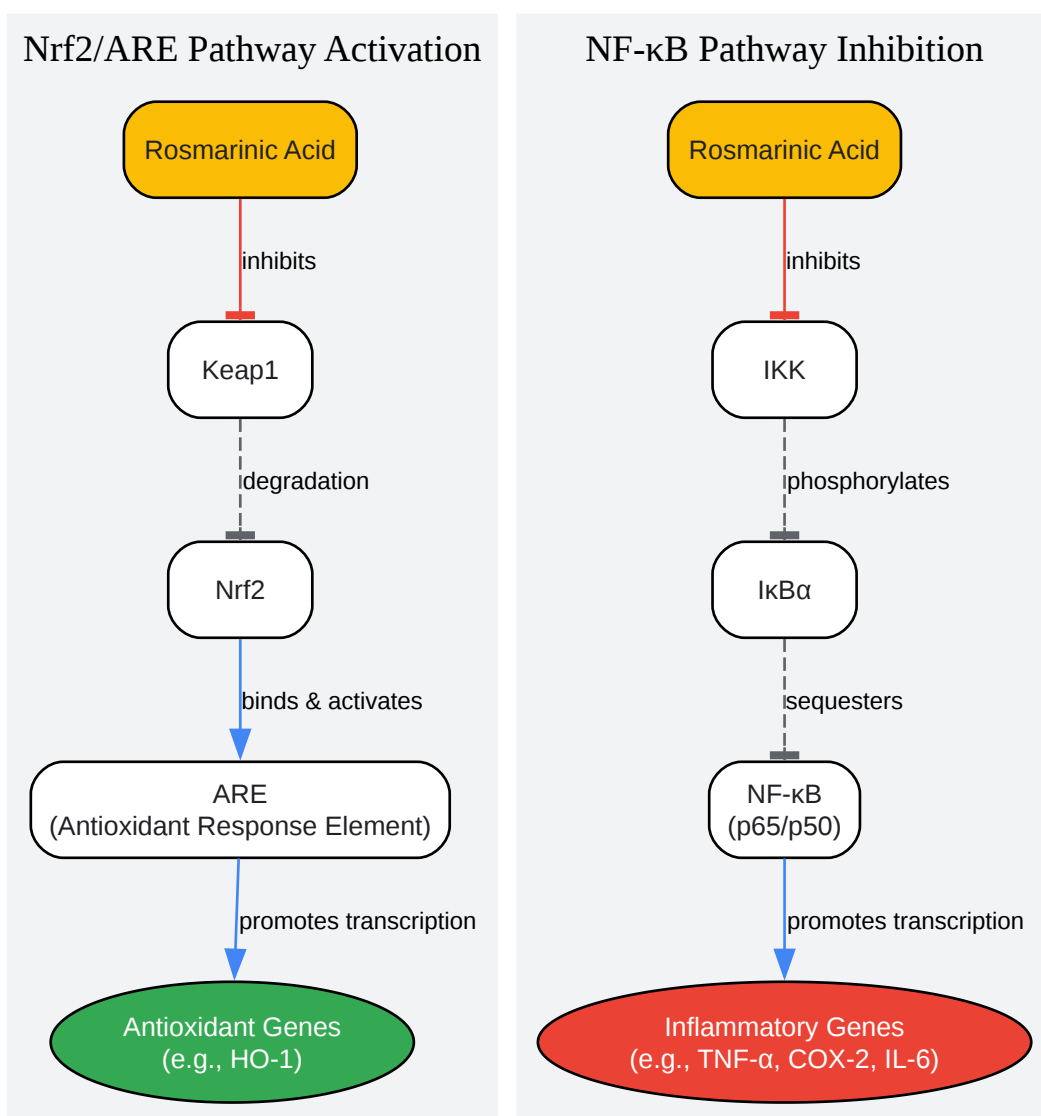 Nrf2/ARE Pathway Activation
Rosmarinic Acid
inhibits
Keap1
degradation
Nrf2
binds & activates
ARE
(Antioxidant Response Element)
promotes transcription
Antioxidant Genes
(e.g., HO-1)
NF-κB Pathway Inhibition
Rosmarinic Acid
inhibits
IKK
phosphorylates
IκBα
sequesters
NF-κB
(p65/p50)
promotes transcription
Inflammatory Genes
(e.g., TNF-α, COX-2, IL-6)